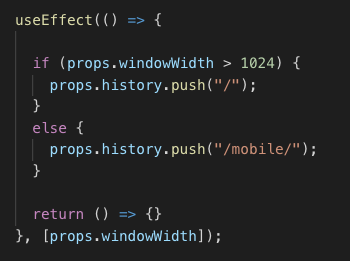 useEffect(() => {
if (props.windowWidth > 1024) {
props.history.push("/");
}
else {
props.history.push("/mobile/");
}
return () => {}
}, [props.windowWidth]);